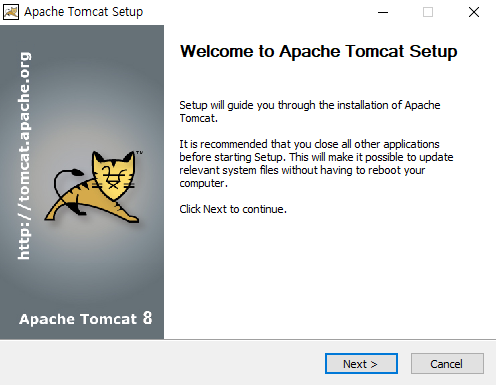 Apache Tomcat Setup
http://tomcat.apache.org
TM
Apache Tomcat 8
Welcome to Apache Tomcat Setup
Setup will guide you through the installation of Apache
Tomcat.
It is recommended that you close all other applications
before starting Setup. This will make it possible to update
relevant system files without having to reboot your
computer.
Click Next to continue.
Next >
Cancel